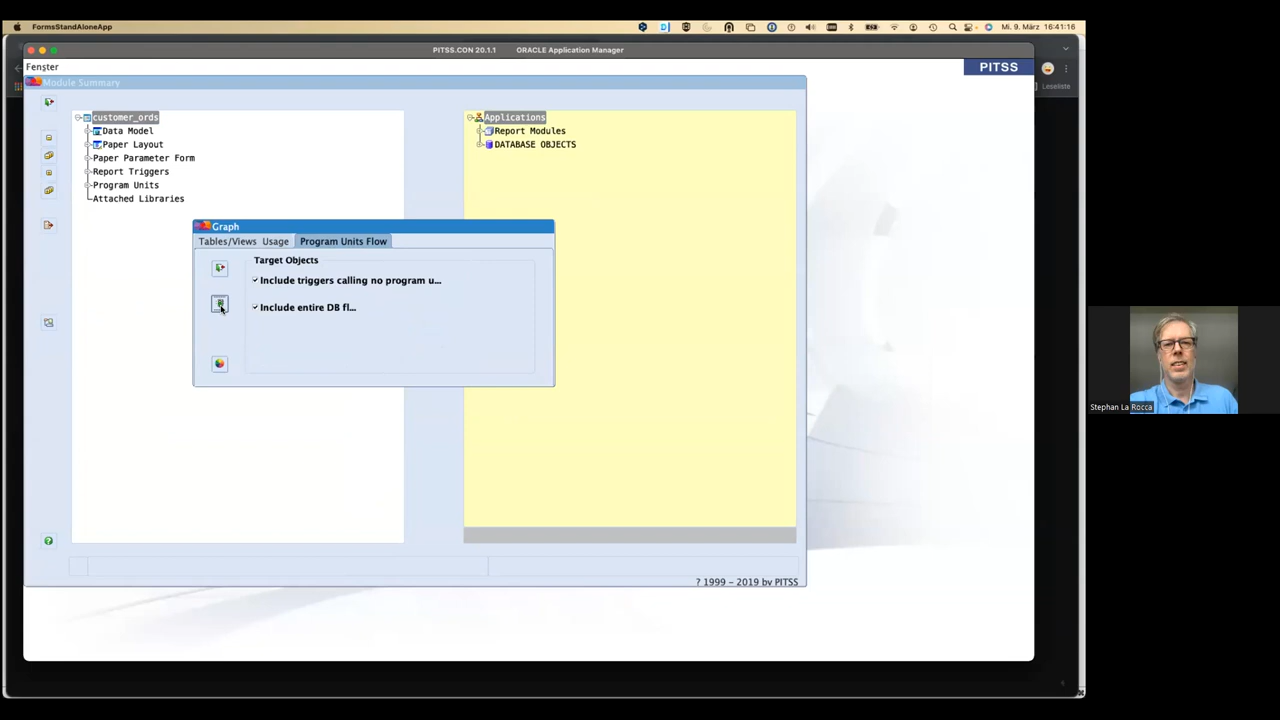 FormsStandAloneApp
Mi. 9. März 16:41:16
PITSS.CON 20.1.1 ORACLE Application Manager
Fenster
PITSS
Module Summary
Leseliste
customer_ords
Data Model
Paper Layout
Paper Parameter Form
Report Triggers
Program Units
Attached Libraries
Applications
Report Modules
DATABASE OBJECTS
Graph
Tables/Views Usage Program Units Flow
Target Objects
Include triggers calling no program u...
Include entire DB fl...
? 1999 – 2019 by PITSS
Stephan La Rocca